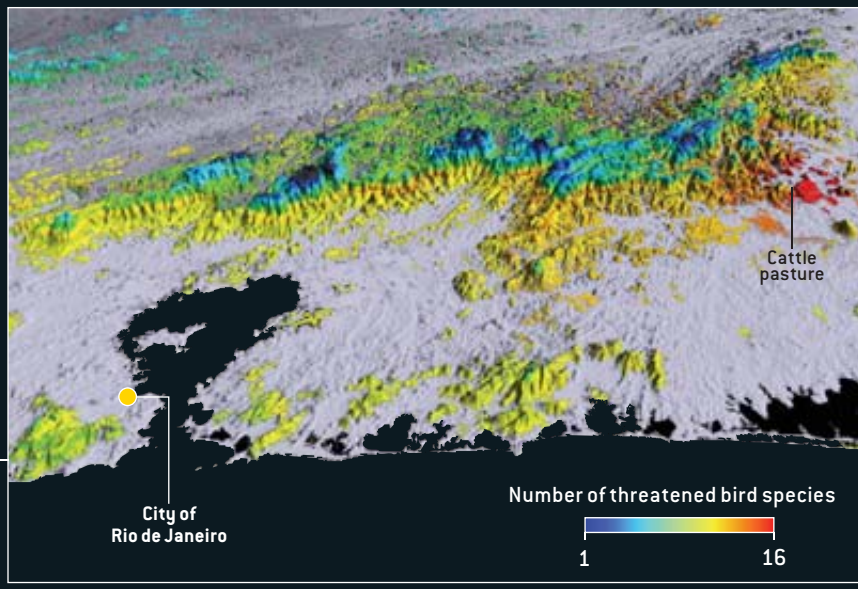 Cattle
pasture
City of
Rio de Janeiro
Number of threatened bird species
1 16